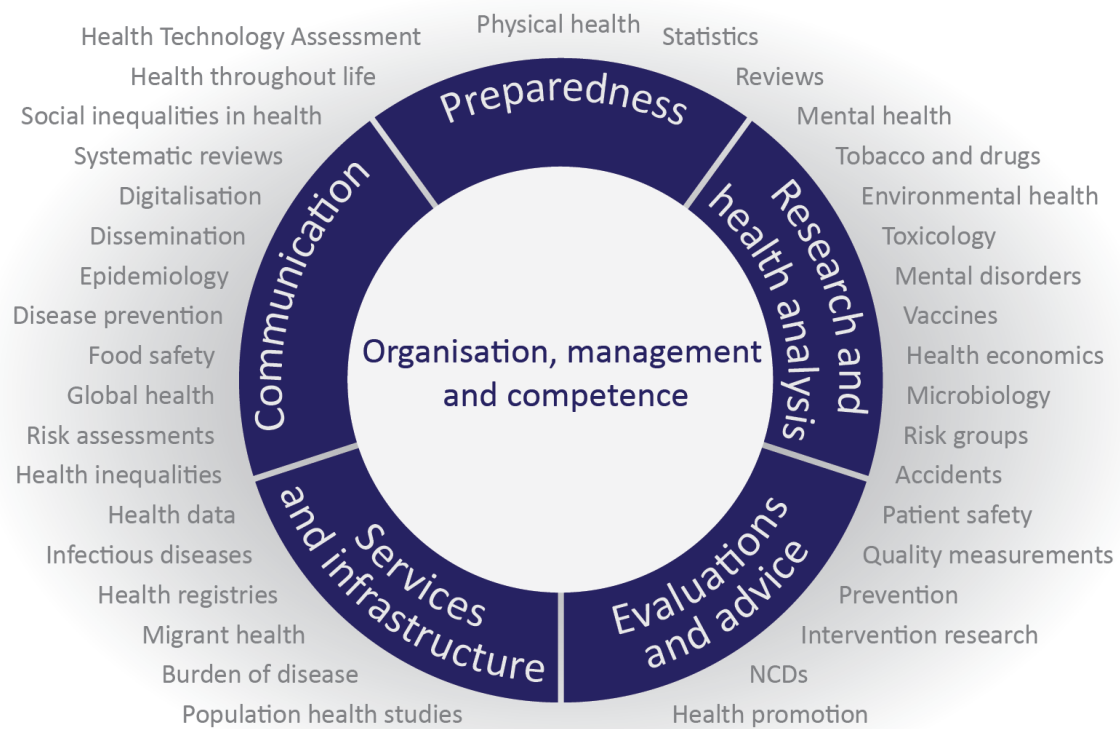 Physical health
Health Technology Assessment
Statistics
Health throughout life
Reviews
Social inequalities in health
Mental health
Systematic reviews
Tobacco and drugs
Digitalisation
Environmental health
Dissemination
Toxicology
Epidemiology
Mental disorders
Disease prevention
Vaccines
Food safety
Health economics
Global health
Microbiology
Risk assessments
Risk groups
Health inequalities
Accidents
Health data
Patient safety
Infectious diseases
Quality measurements
Health registries
Prevention
Migrant health
Intervention research
Burden of disease
NCDs
Population health studies
Health promotion
Preparedness
Research and
health analysis
Evaluations
and advice
Services
and infrastructure
Communication
Organisation, management
and competence